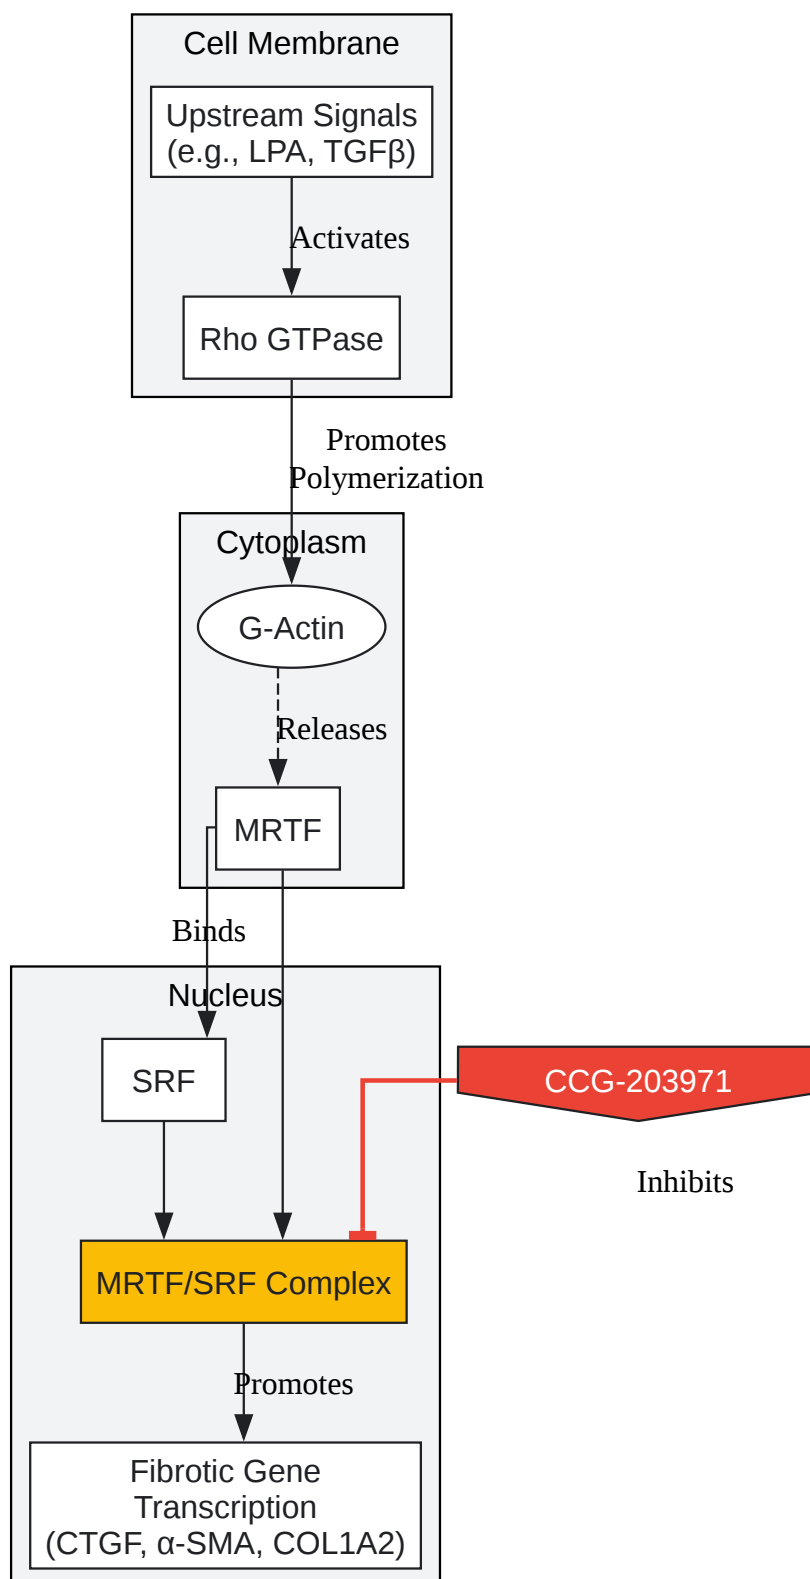 Cell Membrane
Upstream Signals
(e.g., LPA, TGFβ)
Activates
Rho GTPase
Promotes
Polymerization
Cytoplasm
G-Actin
Releases
MRTF
Binds
Nucleus
SRF
CCG-203971
Inhibits
MRTF/SRF Complex
Promotes
Fibrotic Gene
Transcription
(CTGF, α-SMA, COL1A2)